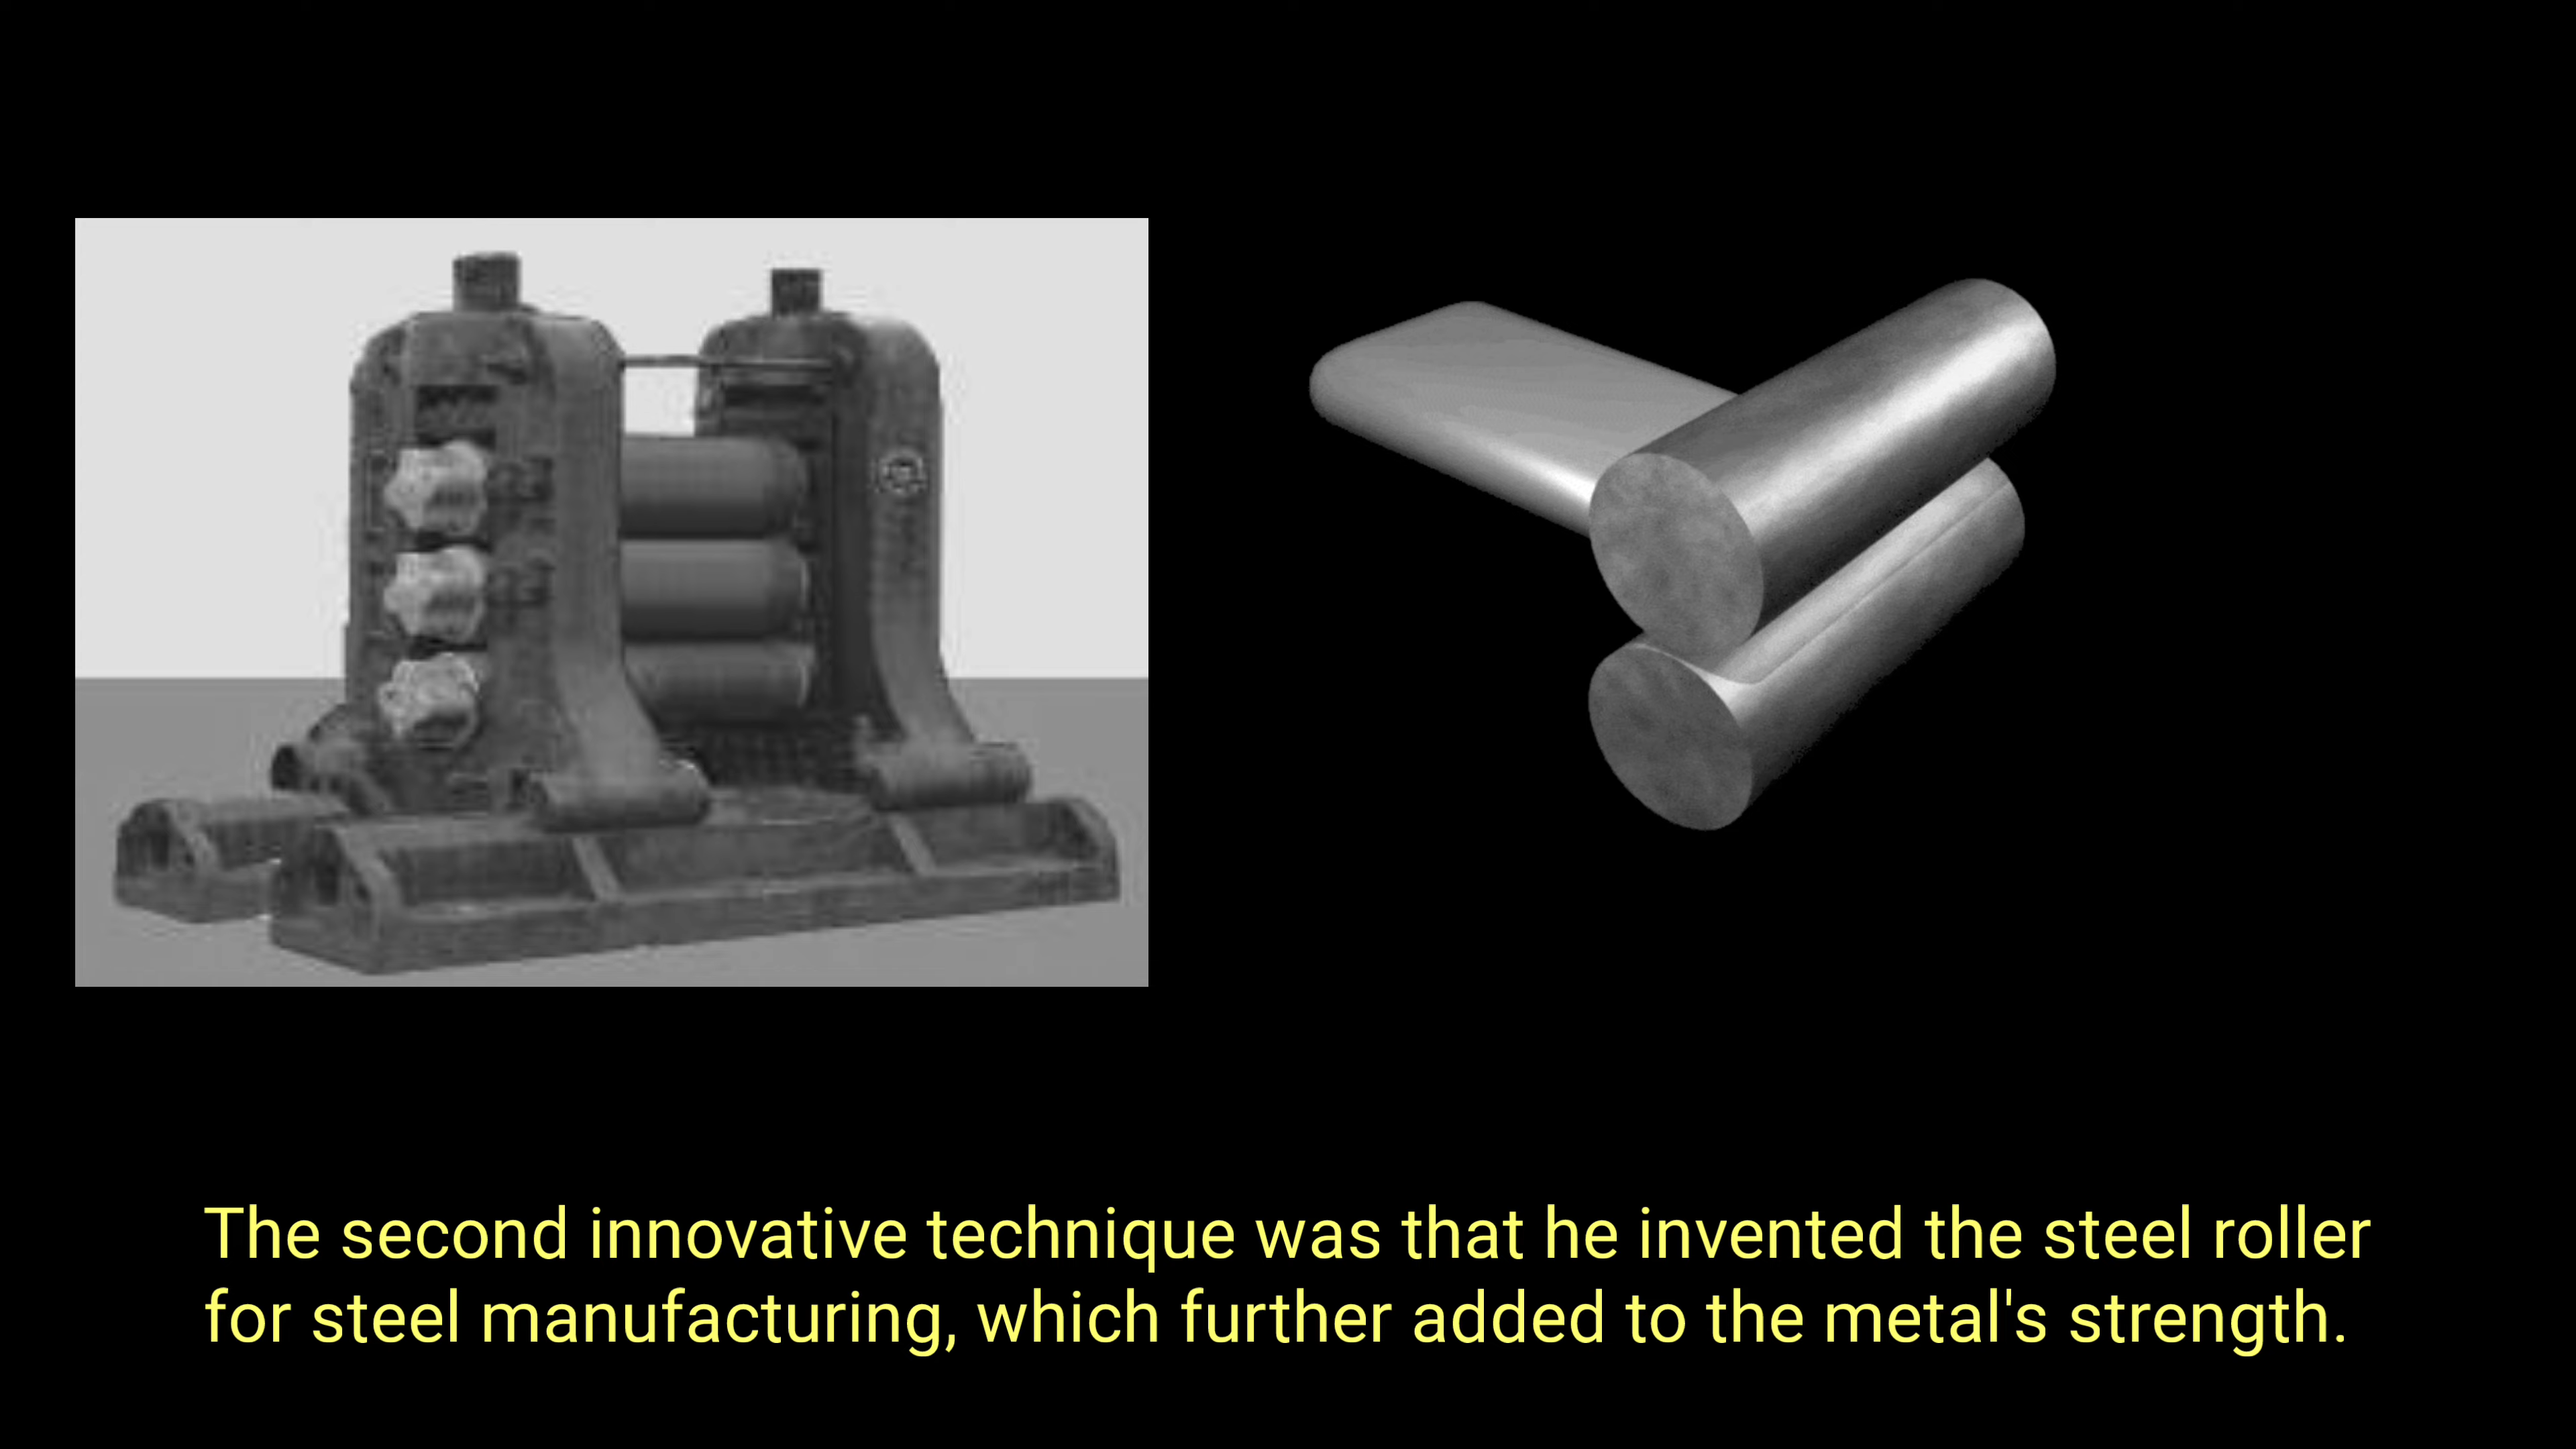 The second innovative technique was that he invented the steel roller
for steel manufacturing, which further added to the metal's strength.